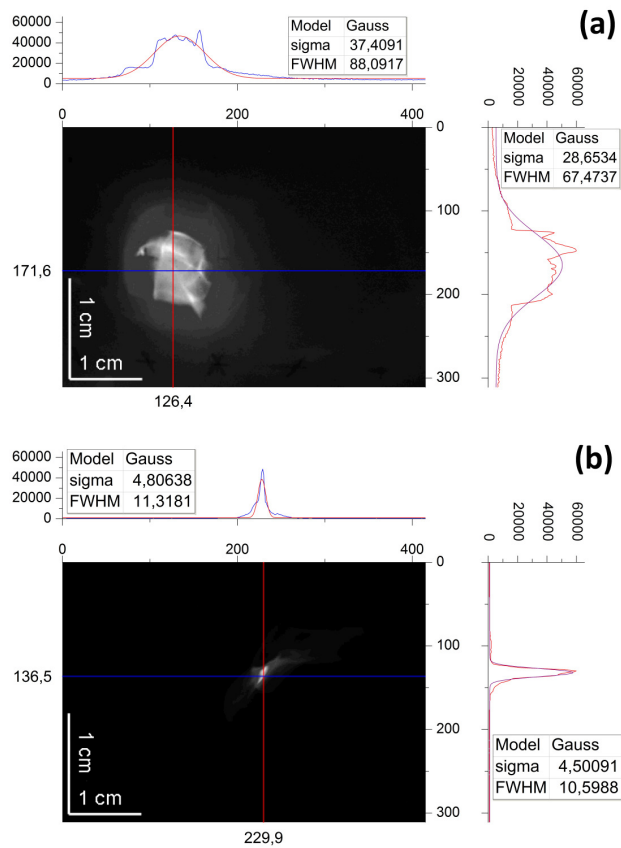 (a)
60000
40000
20000
0
Model Gauss
sigma 37,4091
FWHM 88,0917
0 200 400
0 20000 40000 60000
Model Gauss
sigma 28,6534
FWHM 67,4737
0
100
200
300
171,6
1 cm
1 cm
126,4
(b)
60000
40000
20000
0
Model Gauss
sigma 4,80638
FWHM 11,3181
0 200 400
0 20000 40000 60000
0
100
200
300
136,5
1 cm
1 cm
229,9
Model Gauss
sigma 4,50091
FWHM 10,5988